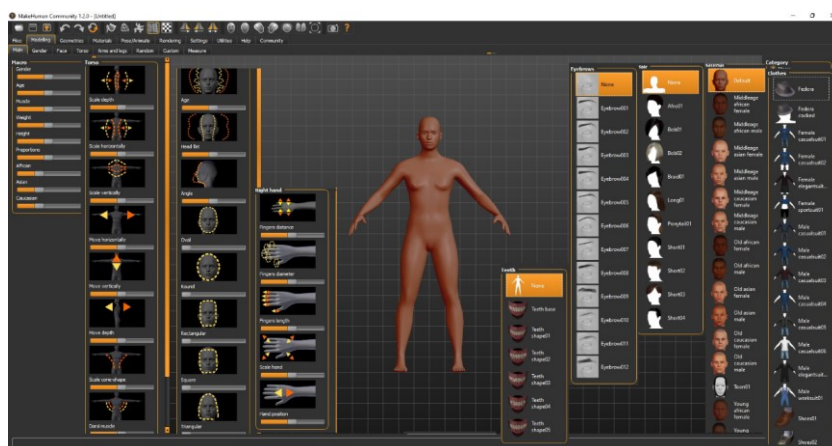 MakeHuman Community 1.2.0 - [Untitled]
Files Modelling Geometries Materials Pose/Animate Rendering Settings Utilities Help Community
Main Gender Face Torso Arms and legs Random Custom Measure
Macro
Gender
Age
Muscle
Weight
Height
Proportions
African
Asian
Caucasian
Torso
Scale depth
Scale horizontally
Scale vertically
Move horizontally
Move vertically
Move depth
Scale cone shape
Dorsi muscle
Age
Head fat
Angle
Oval
Round
Rectangular
Square
Triangular
Right hand
Fingers distance
Fingers diameter
Fingers length
Scale hand
Hand position
Teeth
None
Teeth base
Teeth
shape01
Teeth
shape02
Teeth
shape03
Teeth
shape04
Teeth
shape05
Eyebrows
None
Eyebrow001
Eyebrow002
Eyebrow003
Eyebrow004
Eyebrow005
Eyebrow006
Eyebrow007
Eyebrow008
Eyebrow009
Eyebrow010
Eyebrow011
Eyebrow012
Hair
None
Afro01
Bob01
Bob02
Braid01
Long01
Ponytail01
Short01
Short02
Short03
Short04
Material
Default
Middleage
african
female
Middleage
african male
Middleage
asian female
Middleage
asian male
Middleage
caucasian
female
Middleage
caucasian
male
Old african
female
Old african
male
Old asian
female
Old asian
male
Old
caucasian
female
Old
caucasian
male
Toon01
Young
african
female
Young
Category
Clothes
Fedora
Fedora
cocked
Female
casualsuit01
Female
casualsuit02
Female
elegantsuit...
Female
sportsuit01
Male
casualsuit01
Male
casualsuit02
Male
casualsuit03
Male
casualsuit04
Male
casualsuit05
Male
casualsuit06
Male
elegantsuit...
Male
worksuit01
Shoes01
Shoes02